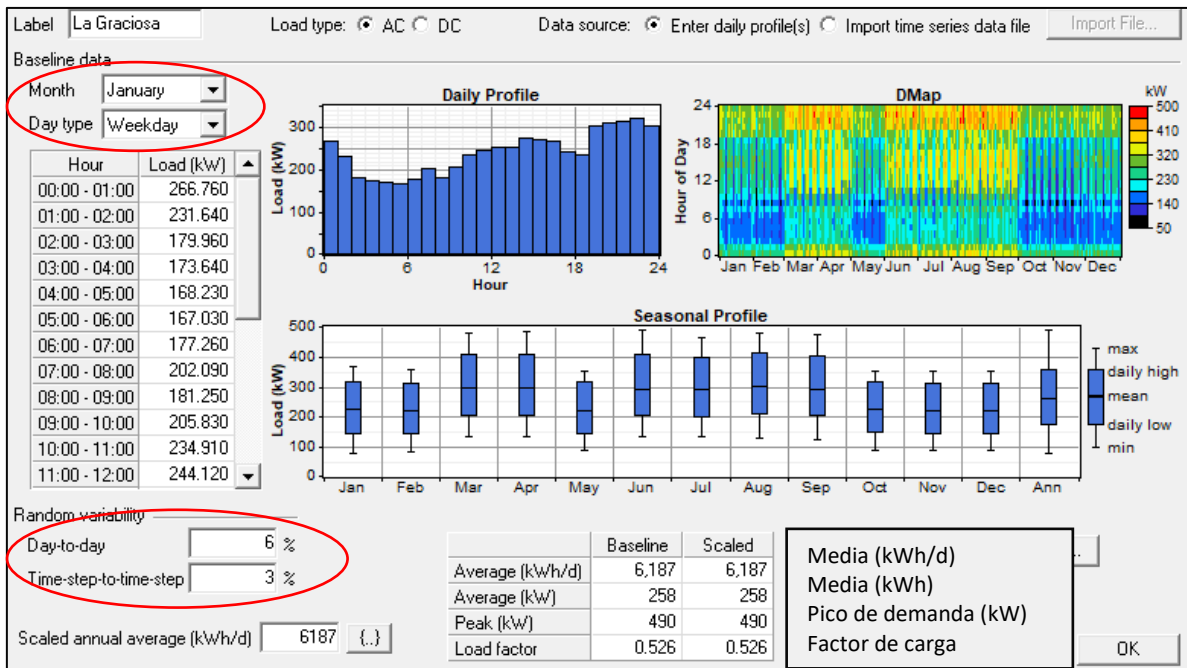 Label La Graciosa Load type: AC DC Data source: Enter daily profile(s) Import time series data file Import File...
Baseline data
Month January
Day type Weekday
Hour Load (kW)
00:00 - 01:00 266.760
01:00 - 02:00 231.640
02:00 - 03:00 179.960
03:00 - 04:00 173.640
04:00 - 05:00 168.230
05:00 - 06:00 167.030
06:00 - 07:00 177.260
07:00 - 08:00 202.090
08:00 - 09:00 181.250
09:00 - 10:00 205.830
10:00 - 11:00 234.910
11:00 - 12:00 244.120
Daily Profile
Load (kW)
300
200
100
0
0 6 12 18 24
Hour
DMap
Hour of Day
24
18
12
6
0
Jan Feb Mar Apr May Jun Jul Aug Sep Oct Nov Dec
kW
500
410
320
230
140
50
Seasonal Profile
Load (kW)
500
400
300
200
100
0
Jan Feb Mar Apr May Jun Jul Aug Sep Oct Nov Dec Ann
max
daily high
mean
daily low
min
Random variability
Day-to-day 6 %
Time-step-to-time-step 3 %
Scaled annual average (kWh/d) 6187 {..}
Baseline Scaled
Average (kWh/d) 6,187 6,187
Average (kW) 258 258
Peak (kW) 490 490
Load factor 0.526 0.526
Media (kWh/d)
Media (kWh)
Pico de demanda (kW)
Factor de carga
..
OK